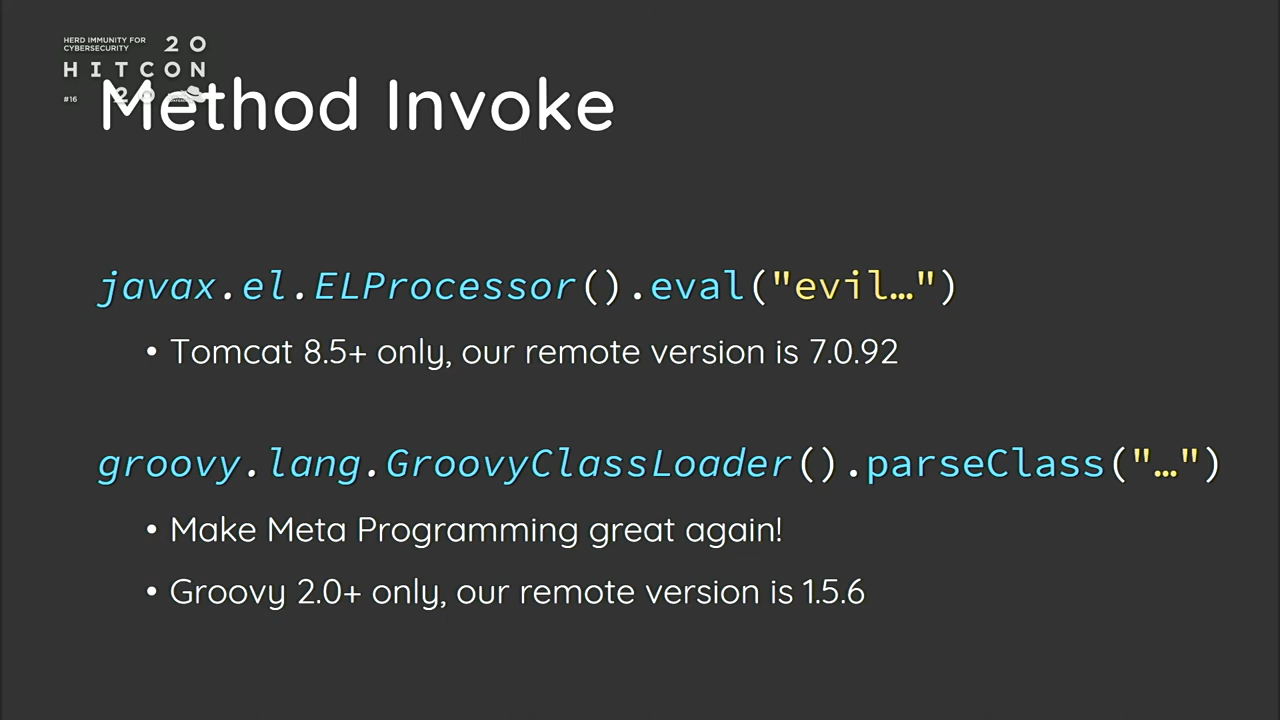 HERD IMMUNITY FOR
CYBERSECURITY
20
HITCON
#16
20
Method Invoke
javax.el.ELProcessor().eval("evil…")
• Tomcat 8.5+ only, our remote version is 7.0.92
groovy.lang.GroovyClassLoader().parseClass("…")
• Make Meta Programming great again!
• Groovy 2.0+ only, our remote version is 1.5.6